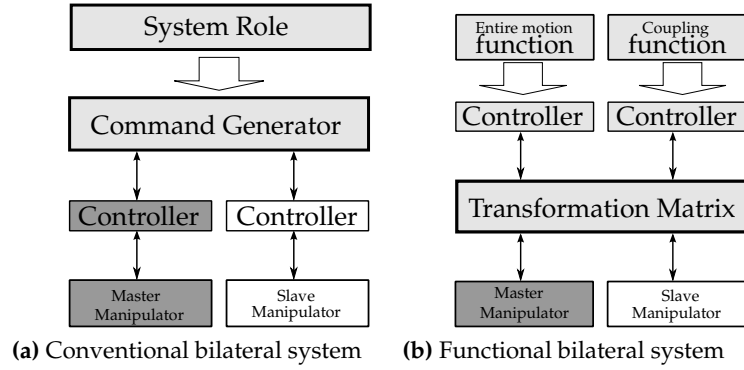 System Role
Command Generator
Controller
Controller
Master
Manipulator
Slave
Manipulator
(a) Conventional bilateral system
Entire motion
function
Coupling
function
Controller
Controller
Transformation Matrix
Master
Manipulator
Slave
Manipulator
(b) Functional bilateral system